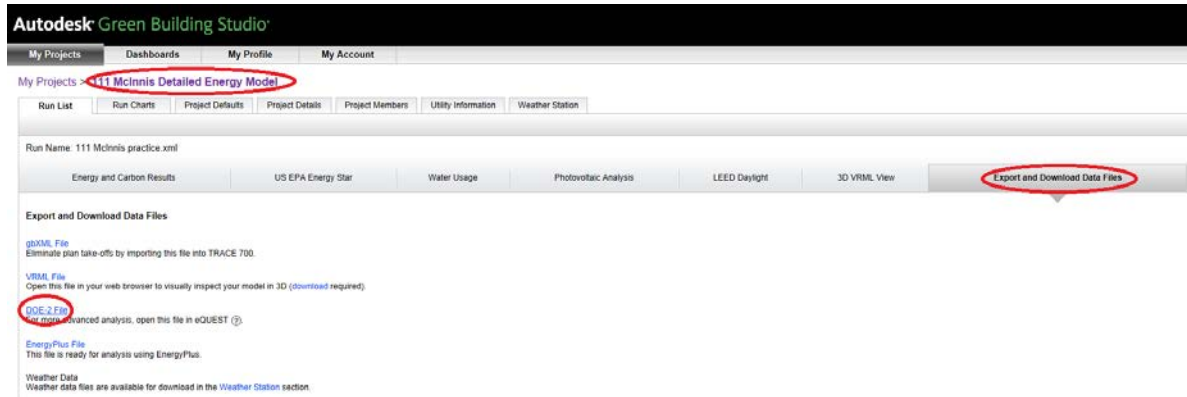 Autodesk® Green Building Studio®
My Projects Dashboards My Profile My Account
My Projects > 111 McInnis Detailed Energy Model
Run List Run Charts Project Defaults Project Details Project Members Utility Information Weather Station
Run Name: 111 McInnis practice.xml
Energy and Carbon Results US EPA Energy Star Water Usage Photovoltaic Analysis LEED Daylight 3D VRML View Export and Download Data Files
Export and Download Data Files
gbXML File
Eliminate plan take-offs by importing this file into TRACE 700.
VRML File
Open this file in your web browser to visually inspect your model in 3D (download required).
DOE-2 File
For more advanced analysis, open this file in eQUEST (?).
EnergyPlus File
This file is ready for analysis using EnergyPlus.
Weather Data
Weather data files are available for download in the Weather Station section.